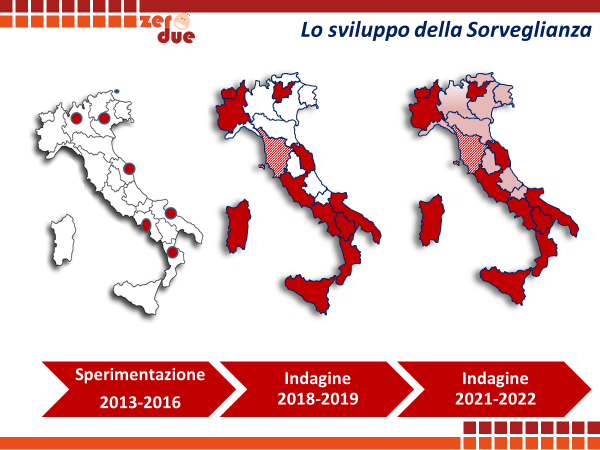 zero
due
Lo sviluppo della Sorveglianza
Sperimentazione
2013-2016
Indagine
2018-2019
Indagine
2021-2022